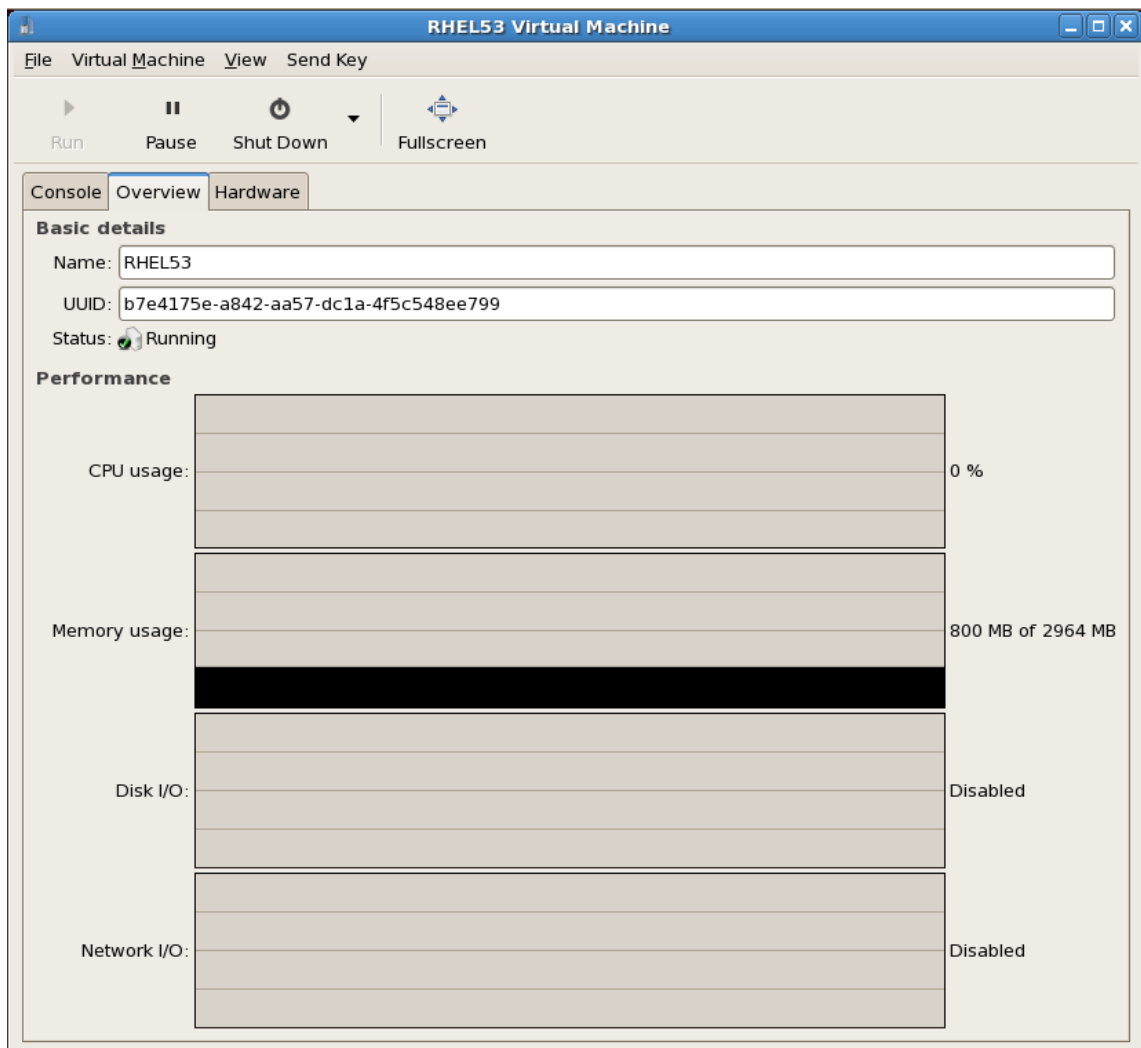 RHEL53 Virtual Machine
File Virtual Machine View Send Key
Run Pause Shut Down Fullscreen
Console Overview Hardware
Basic details
Name: RHEL53
UUID: b7e4175e-a842-aa57-dc1a-4f5c548ee799
Status: Running
Performance
CPU usage: 0 %
Memory usage: 800 MB of 2964 MB
Disk I/O: Disabled
Network I/O: Disabled